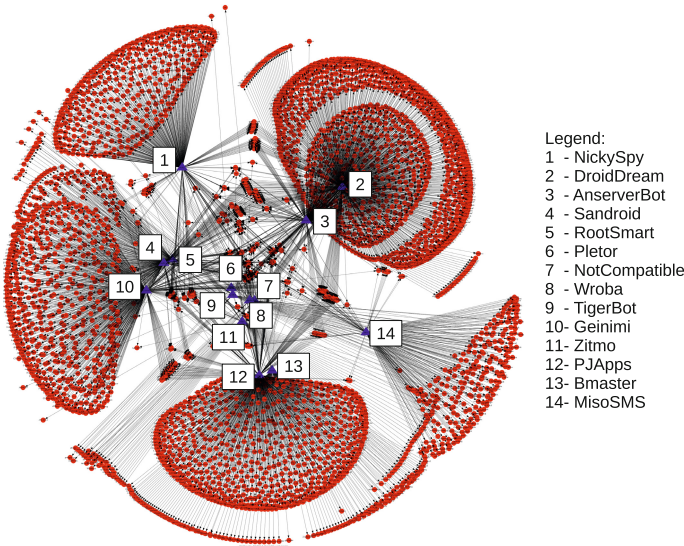 1
2
3
4
5
6
7
10
9
8
14
11
13
12
Legend:
1 - NickySpy
2 - DroidDream
3 - AnserverBot
4 - Sandroid
5 - RootSmart
6 - Pletor
7 - NotCompatible
8 - Wroba
9 - TigerBot
10- Geinimi
11- Zitmo
12- PJApps
13- Bmaster
14- MisoSMS